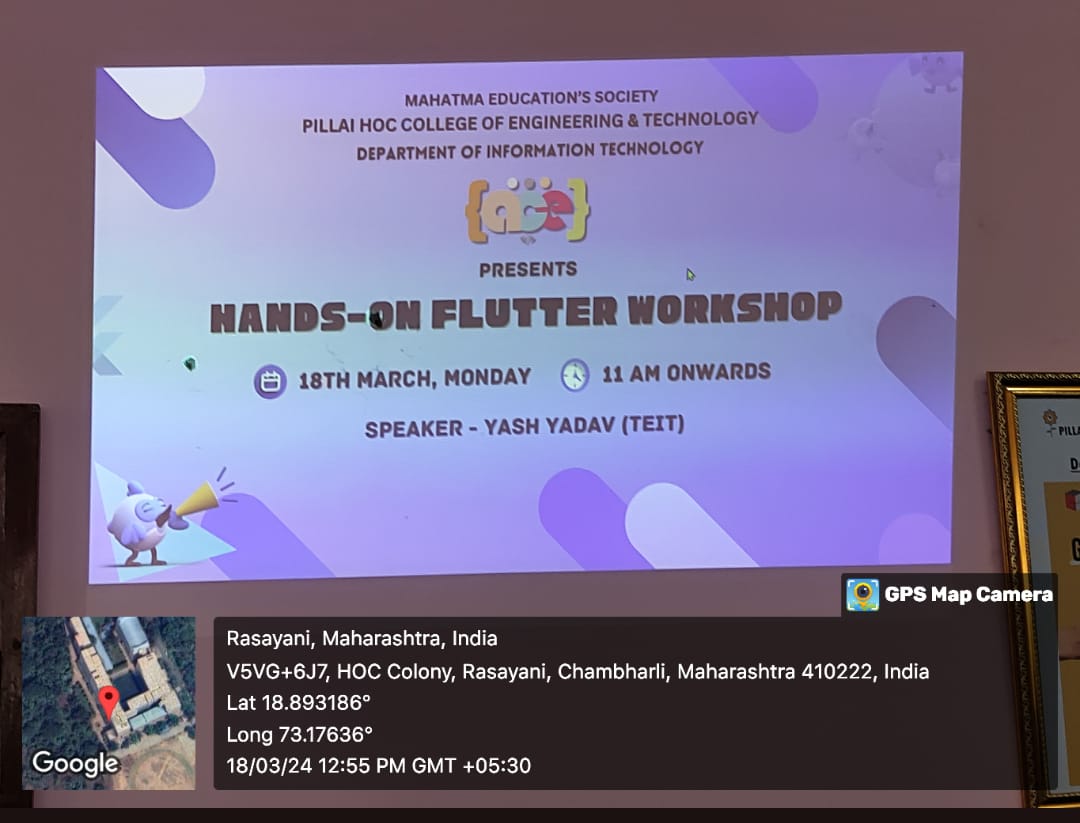 MAHATMA EDUCATION'S SOCIETY
PILLAI HOC COLLEGE OF ENGINEERING & TECHNOLOGY
DEPARTMENT OF INFORMATION TECHNOLOGY
{ace}
PRESENTS
HANDS-ON FLUTTER WORKSHOP
18TH MARCH, MONDAY
11 AM ONWARDS
SPEAKER - YASH YADAV (TEIT)
GPS Map Camera
Rasayani, Maharashtra, India
V5VG+6J7, HOC Colony, Rasayani, Chambharli, Maharashtra 410222, India
Lat 18.893186°
Long 73.17636°
18/03/24 12:55 PM GMT +05:30
Google